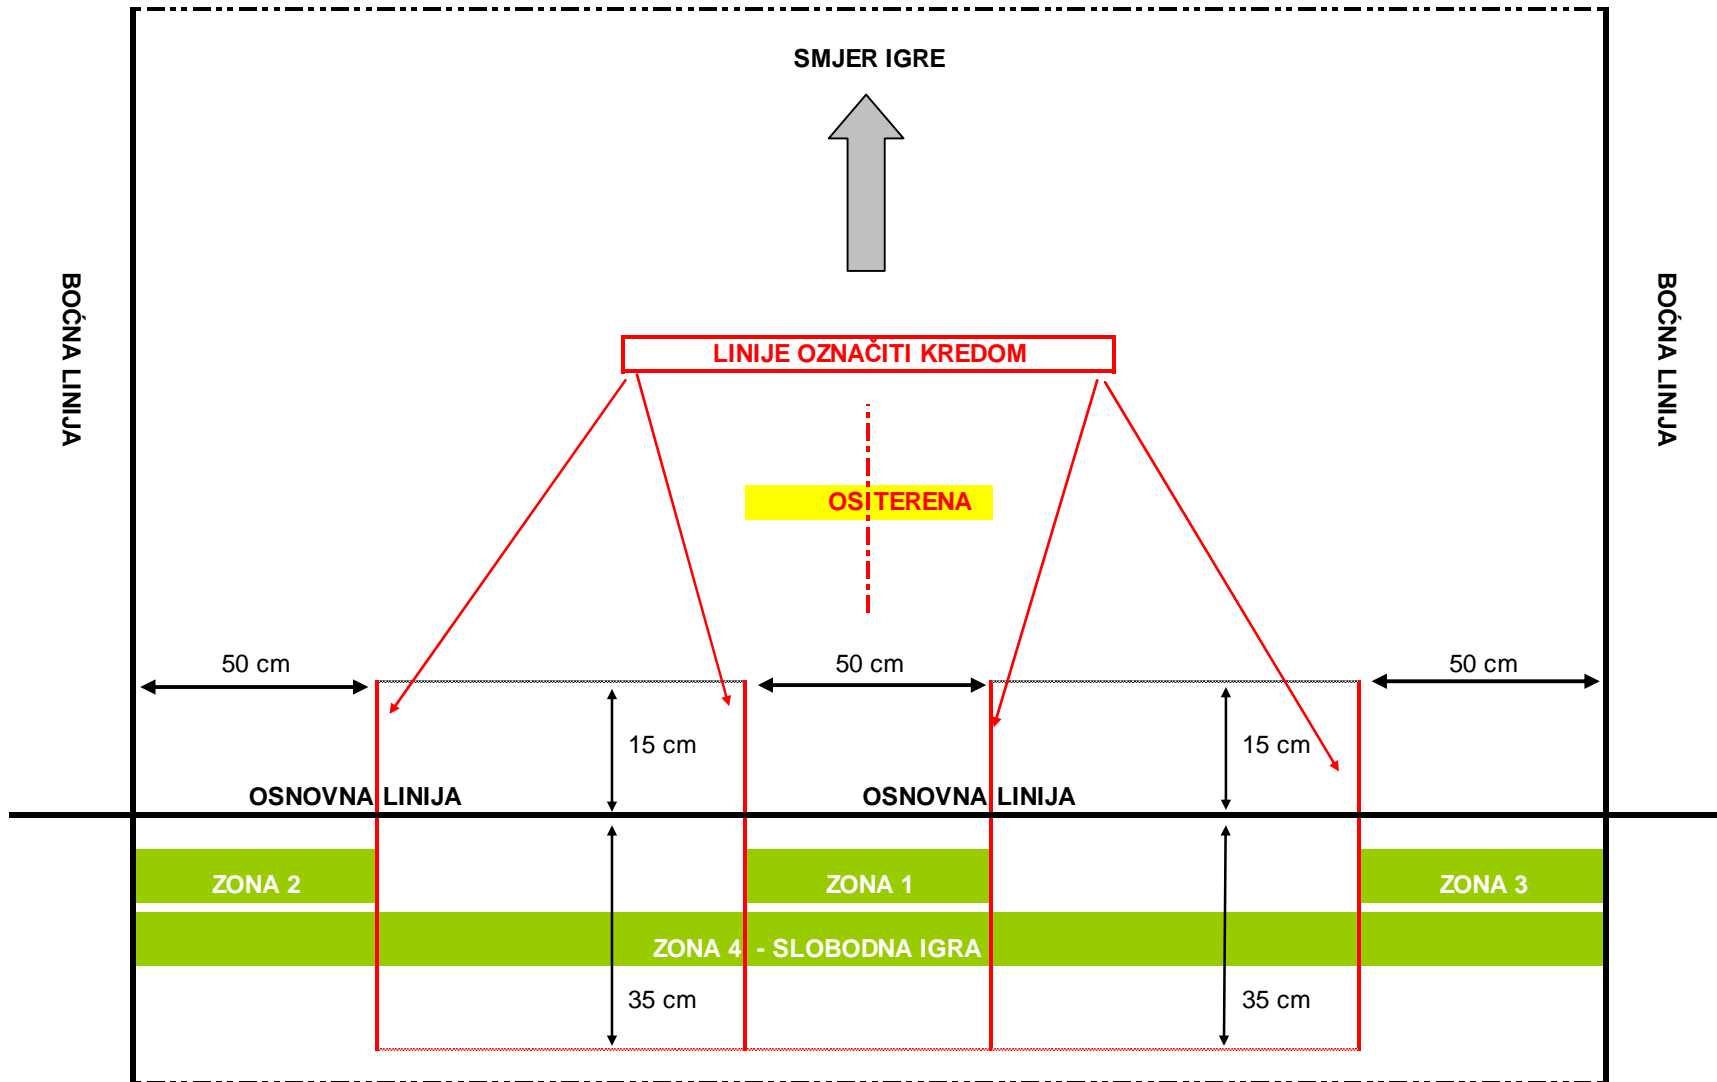 SMJER IGRE
BOĆNA LINIJA
BOĆNA LINIJA
LINIJE OZNAČITI KREDOM
OSI TERENA
50 cm
50 cm
50 cm
15 cm
15 cm
OSNOVNA LINIJA
OSNOVNA LINIJA
ZONA 2
ZONA 1
ZONA 3
ZONA 4 - SLOBODNA IGRA
35 cm
35 cm